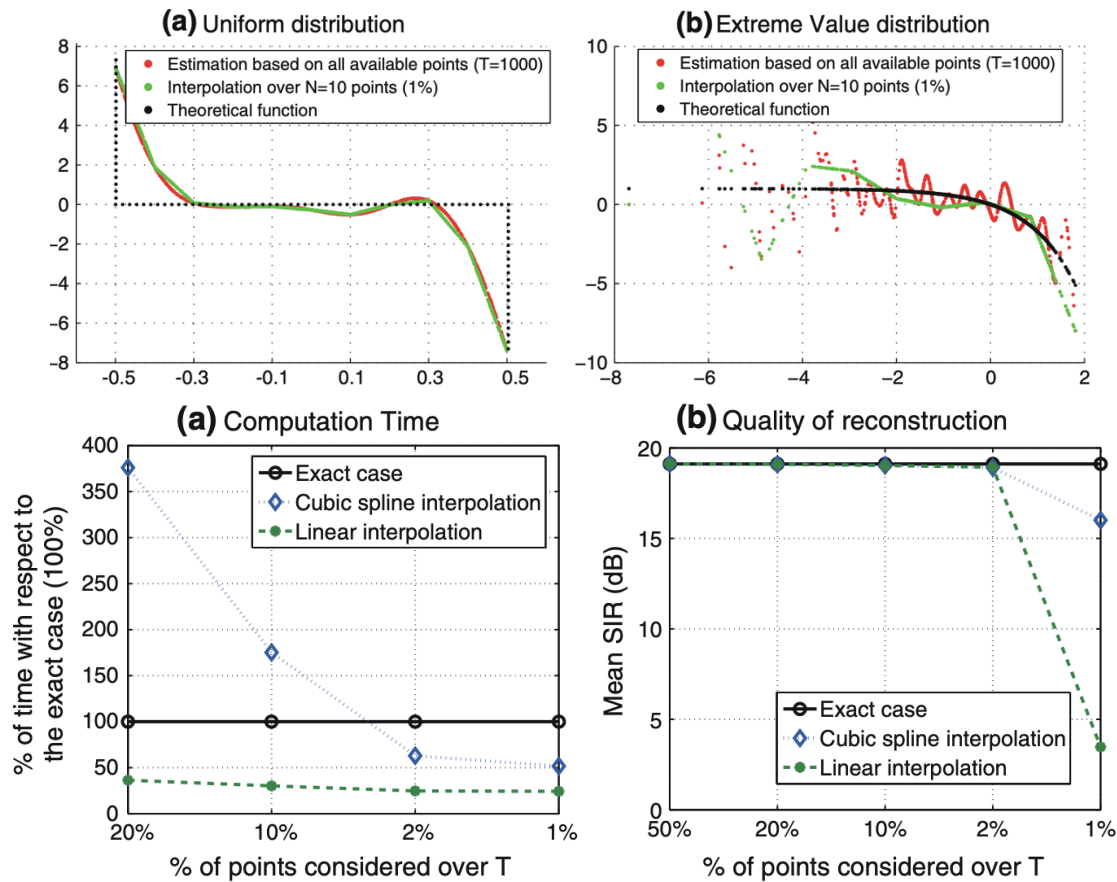 (a) Uniform distribution
8
6
4
2
0
-2
-4
-6
-8
-0.5
-0.3
-0.1
0.1
0.3
0.5
Estimation based on all available points (T=1000)
Interpolation over N=10 points (1%)
Theoretical function
(b) Extreme Value distribution
10
5
0
-5
-10
-8
-6
-4
-2
0
2
Estimation based on all available points (T=1000)
Interpolation over N=10 points (1%)
Theoretical function
(a) Computation Time
% of time with respect to
the exact case (100%)
400
350
300
250
200
150
100
50
0
20%
10%
2%
1%
% of points considered over T
Exact case
Cubic spline interpolation
Linear interpolation
(b) Quality of reconstruction
Mean SIR (dB)
20
15
10
5
0
50%
20%
10%
2%
1%
% of points considered over T
Exact case
Cubic spline interpolation
Linear interpolation